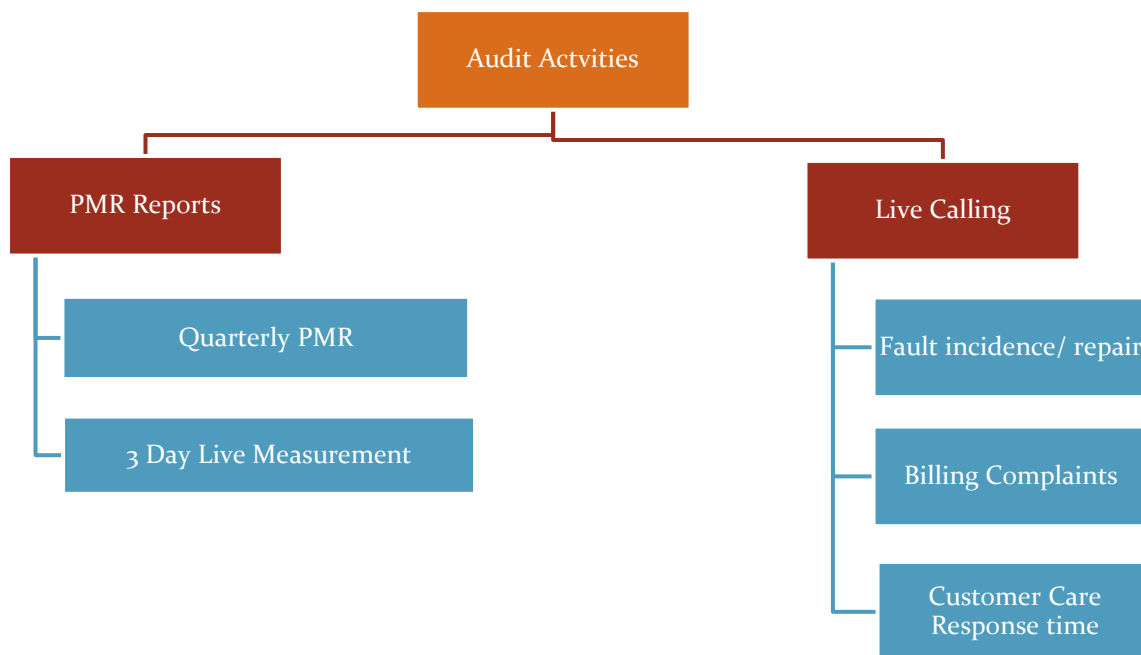 Audit Actvities
PMR Reports
Quarterly PMR
3 Day Live Measurement
Live Calling
Fault incidence/ repair
Billing Complaints
Customer Care
Response time